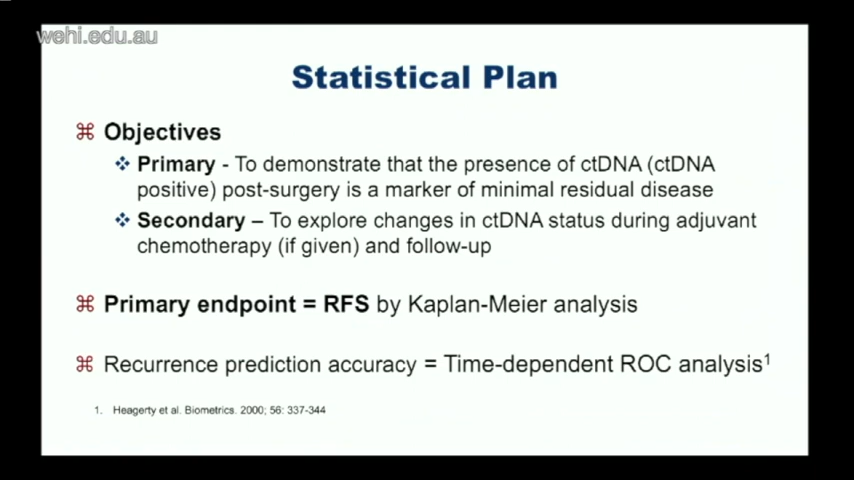 wehi.edu.au
Statistical Plan
⌘ Objectives
❖ Primary - To demonstrate that the presence of ctDNA (ctDNA
positive) post-surgery is a marker of minimal residual disease
❖ Secondary – To explore changes in ctDNA status during adjuvant
chemotherapy (if given) and follow-up
⌘ Primary endpoint = RFS by Kaplan-Meier analysis
⌘ Recurrence prediction accuracy = Time-dependent ROC analysis¹
1. Heagerty et al. Biometrics. 2000; 56: 337-344